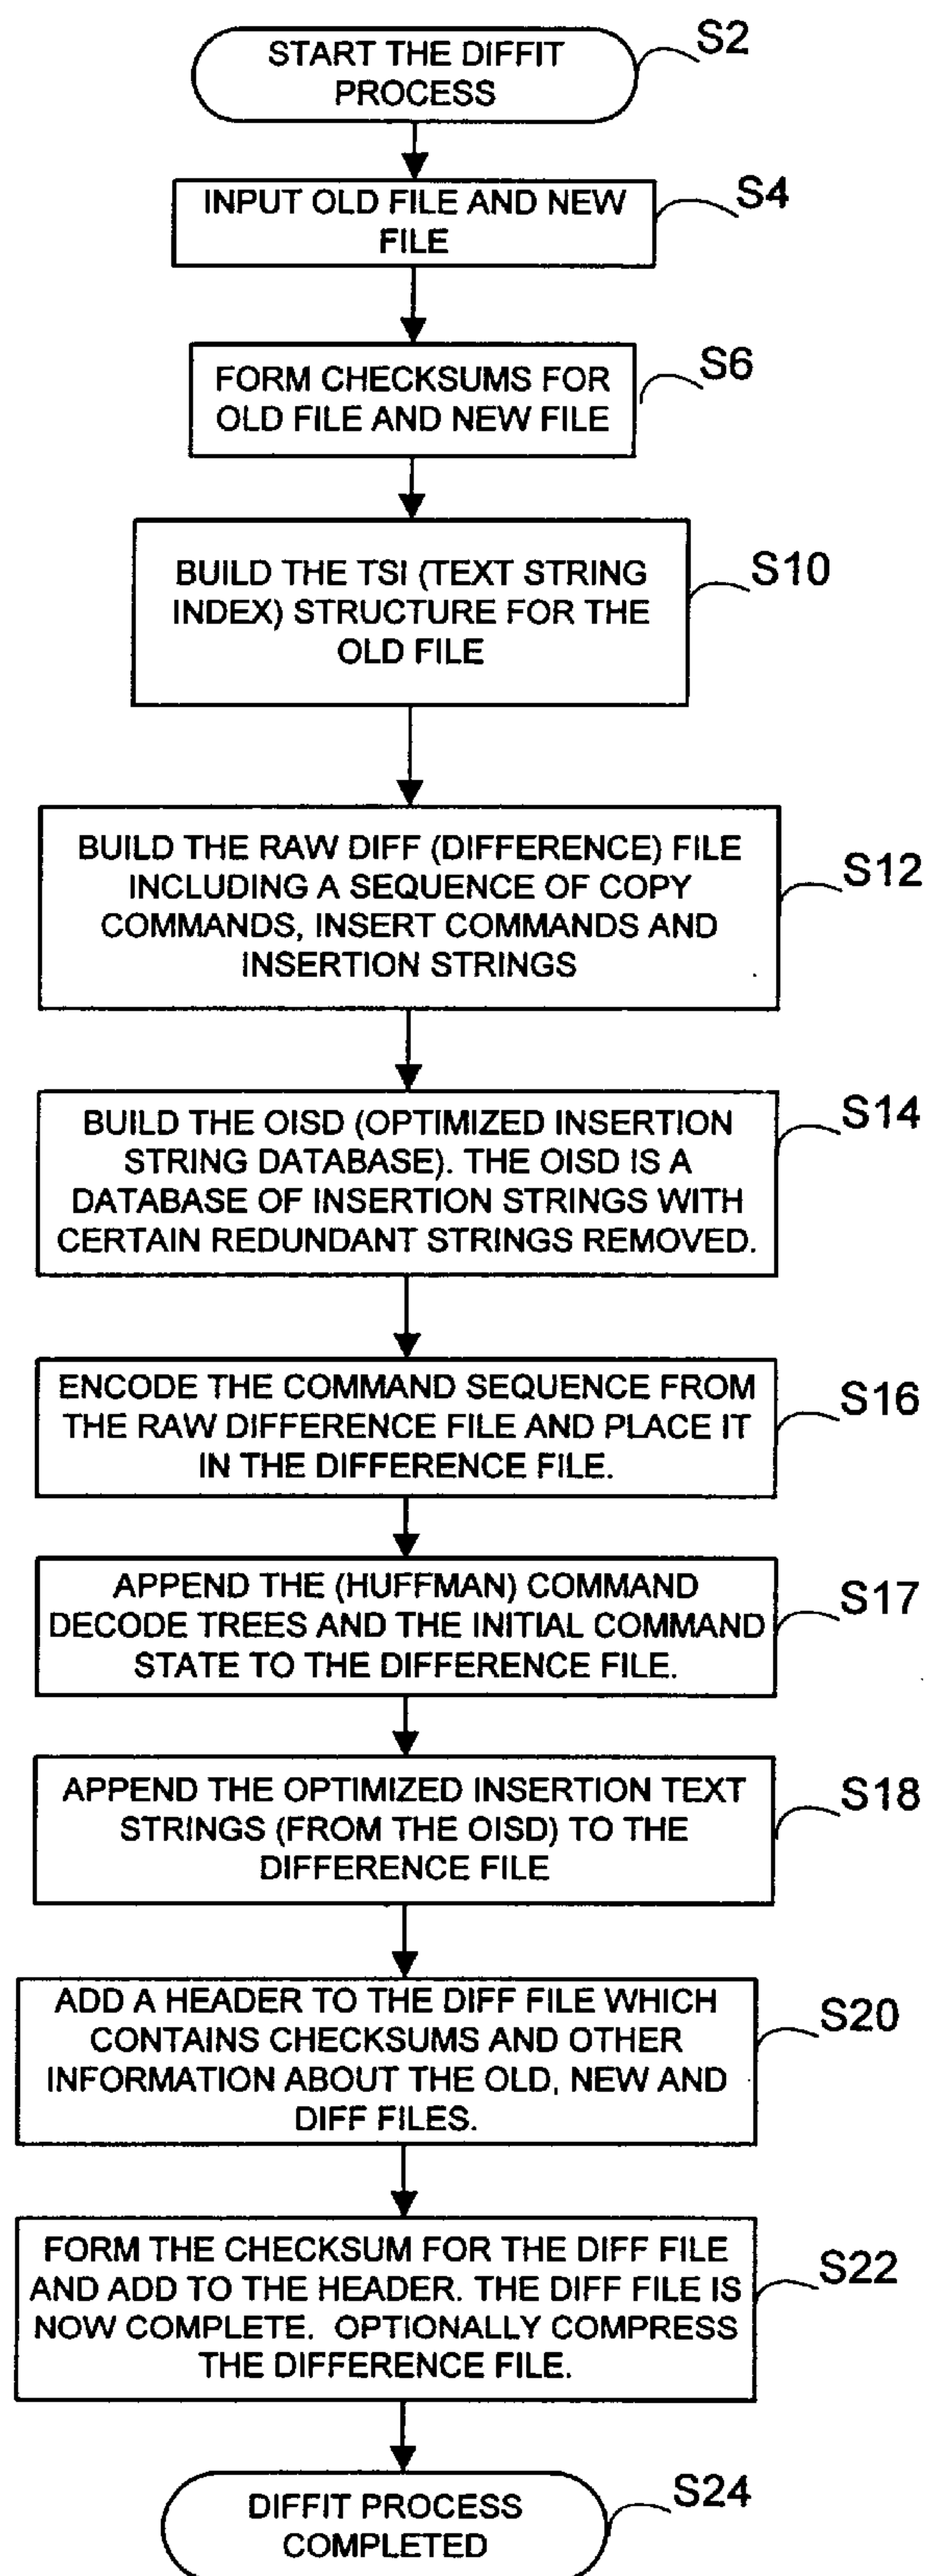 START THE DIFFIT
PROCESS
S2
INPUT OLD FILE AND NEW
FILE
S4
FORM CHECKSUMS FOR
OLD FILE AND NEW FILE
S6
BUILD THE TSI (TEXT STRING
INDEX) STRUCTURE FOR THE
OLD FILE
S10
BUILD THE RAW DIFF (DIFFERENCE) FILE
INCLUDING A SEQUENCE OF COPY
COMMANDS, INSERT COMMANDS AND
INSERTION STRINGS
S12
BUILD THE OISD (OPTIMIZED INSERTION
STRING DATABASE). THE OISD IS A
DATABASE OF INSERTION STRINGS WITH
CERTAIN REDUNDANT STRINGS REMOVED.
S14
ENCODE THE COMMAND SEQUENCE FROM
THE RAW DIFFERENCE FILE AND PLACE IT
IN THE DIFFERENCE FILE.
S16
APPEND THE (HUFFMAN) COMMAND
DECODE TREES AND THE INITIAL COMMAND
STATE TO THE DIFFERENCE FILE.
S17
APPEND THE OPTIMIZED INSERTION TEXT
STRINGS (FROM THE OISD) TO THE
DIFFERENCE FILE
S18
ADD A HEADER TO THE DIFF FILE WHICH
CONTAINS CHECKSUMS AND OTHER
INFORMATION ABOUT THE OLD, NEW AND
DIFF FILES.
S20
FORM THE CHECKSUM FOR THE DIFF FILE
AND ADD TO THE HEADER. THE DIFF FILE IS
NOW COMPLETE. OPTIONALLY COMPRESS
THE DIFFERENCE FILE.
S22
DIFFIT PROCESS
COMPLETED
S24